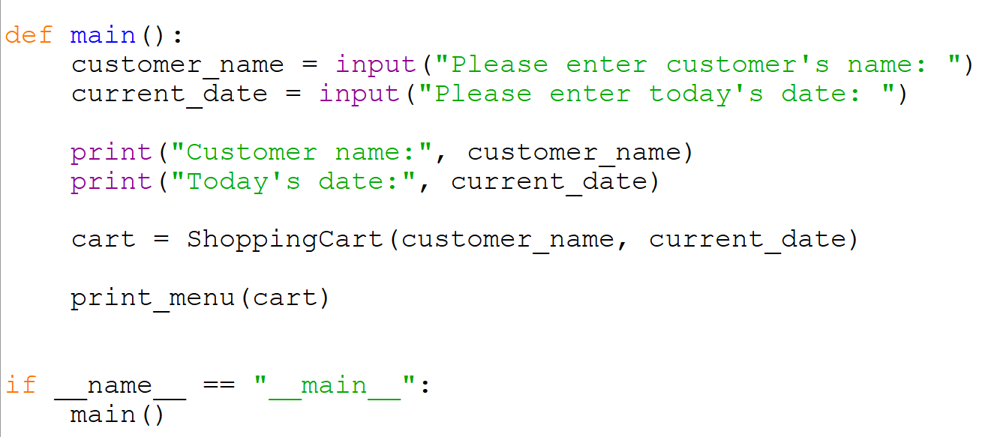 def main():
    customer_name = input("Please enter customer's name: ")
    current_date = input("Please enter today's date: ")

    print("Customer name:", customer_name)
    print("Today's date:", current_date)

    cart = ShoppingCart(customer_name, current_date)

    print_menu(cart)


if __name__ == "__main__":
    main()